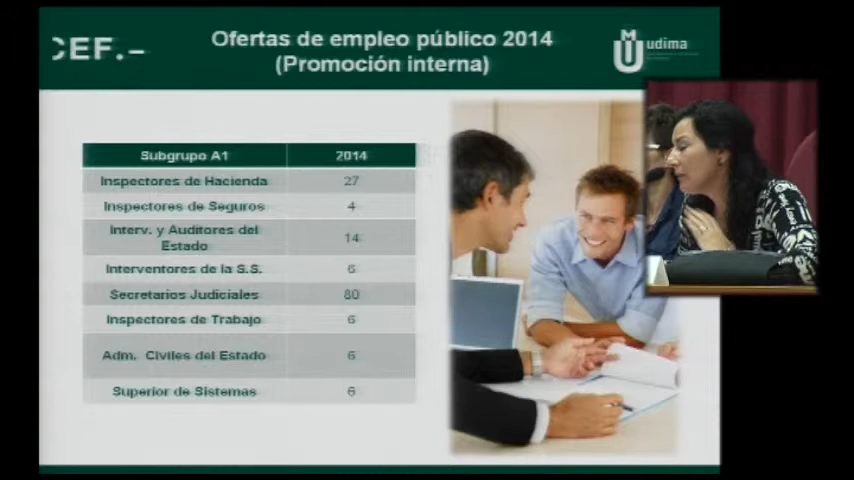 CEF.–
Ofertas de empleo público 2014
(Promoción interna)
udima
Subgrupo A1 2014
Inspectores de Hacienda 27
Inspectores de Seguros 4
Interv. y Auditores del
Estado 14
Interventores de la S.S. 6
Secretarios Judiciales 80
Inspectores de Trabajo 6
Adm. Civiles del Estado 6
Superior de Sistemas 6